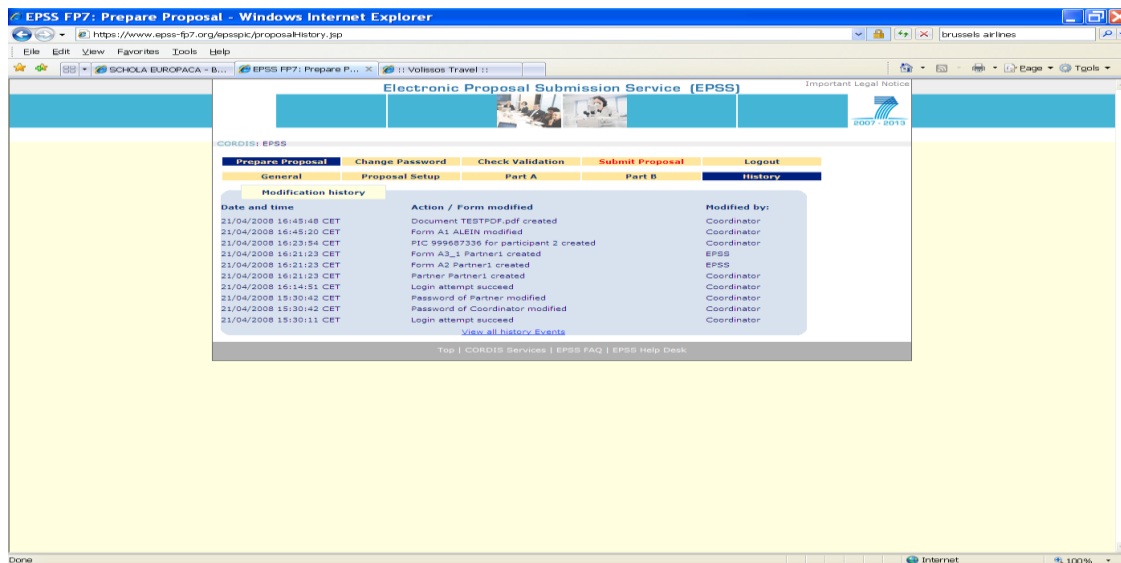 EPSS FP7: Prepare Proposal - Windows Internet Explorer
https://www.epss-fp7.org/epsspic/proposalHistory.jsp brussels airlines
File Edit View Favorites Tools Help
SCHOLA EUROPACA - B... EPSS FP7: Prepare P... :: Volissos Travel :: Page Tools
Electronic Proposal Submission Service (EPSS) Important Legal Notice
2007 - 2013
CORDIS: EPSS
Prepare Proposal Change Password Check Validation Submit Proposal Logout
General Proposal Setup Part A Part B History
Modification history
Date and time Action / Form modified Modified by:
21/04/2008 16:45:48 CET Document TESTPDF.pdf created Coordinator
21/04/2008 16:45:20 CET Form A1 ALEIN modified Coordinator
21/04/2008 16:23:54 CET PIC 999687336 for participant 2 created Coordinator
21/04/2008 16:21:23 CET Form A3_1 Partner1 created EPSS
21/04/2008 16:21:23 CET Form A2 Partner1 created EPSS
21/04/2008 16:21:23 CET Partner Partner1 created Coordinator
21/04/2008 16:14:51 CET Login attempt succeed Coordinator
21/04/2008 15:30:42 CET Password of Partner modified Coordinator
21/04/2008 15:30:42 CET Password of Coordinator modified Coordinator
21/04/2008 15:30:11 CET Login attempt succeed Coordinator
View all history Events
Top | CORDIS Services | EPSS FAQ | EPSS Help Desk
Done Internet 100%